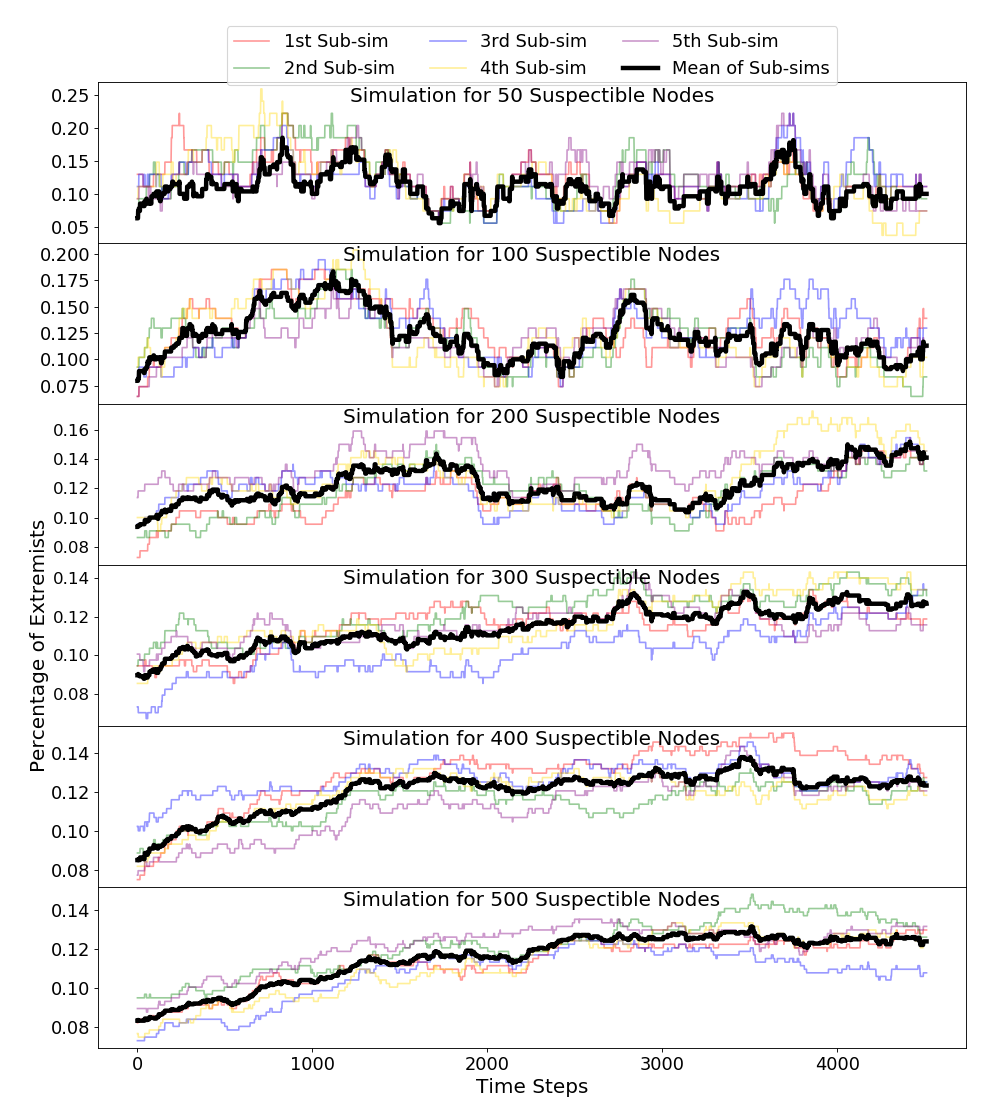 1st Sub-sim 3rd Sub-sim 5th Sub-sim
2nd Sub-sim 4th Sub-sim Mean of Sub-sims
Simulation for 50 Suspectible Nodes
0.25
0.20
0.15
0.10
0.05
Simulation for 100 Suspectible Nodes
0.200
0.175
0.150
0.125
0.100
0.075
Simulation for 200 Suspectible Nodes
0.16
0.14
0.12
0.10
0.08
Simulation for 300 Suspectible Nodes
0.14
0.12
0.10
0.08
Simulation for 400 Suspectible Nodes
0.14
0.12
0.10
0.08
Simulation for 500 Suspectible Nodes
0.14
0.12
0.10
0.08
Percentage of Extremists
0 1000 2000 3000 4000
Time Steps